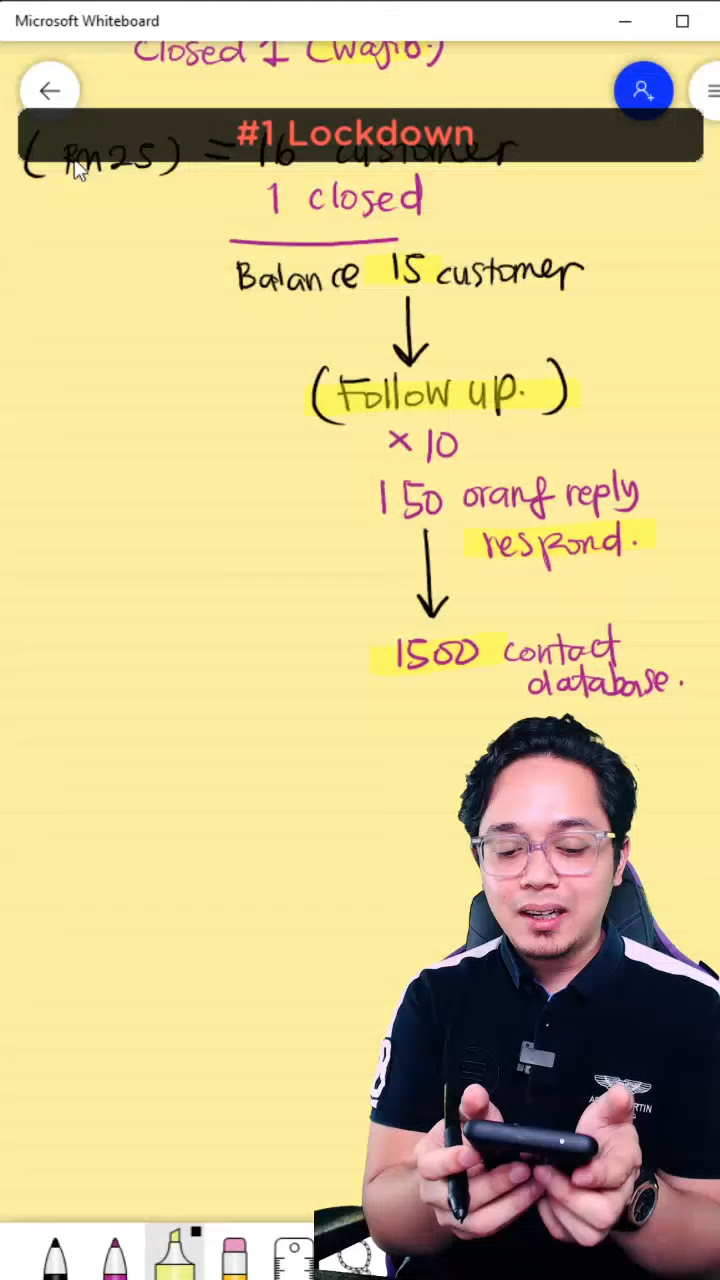 Microsoft Whiteboard
Closed 1 (Wajib.)
#1 Lockdown
(RM25) = 16 customer
1 closed
Balance 15 customer
(Follow up.)
× 10
150 orang reply
respond.
1500 contact
database.